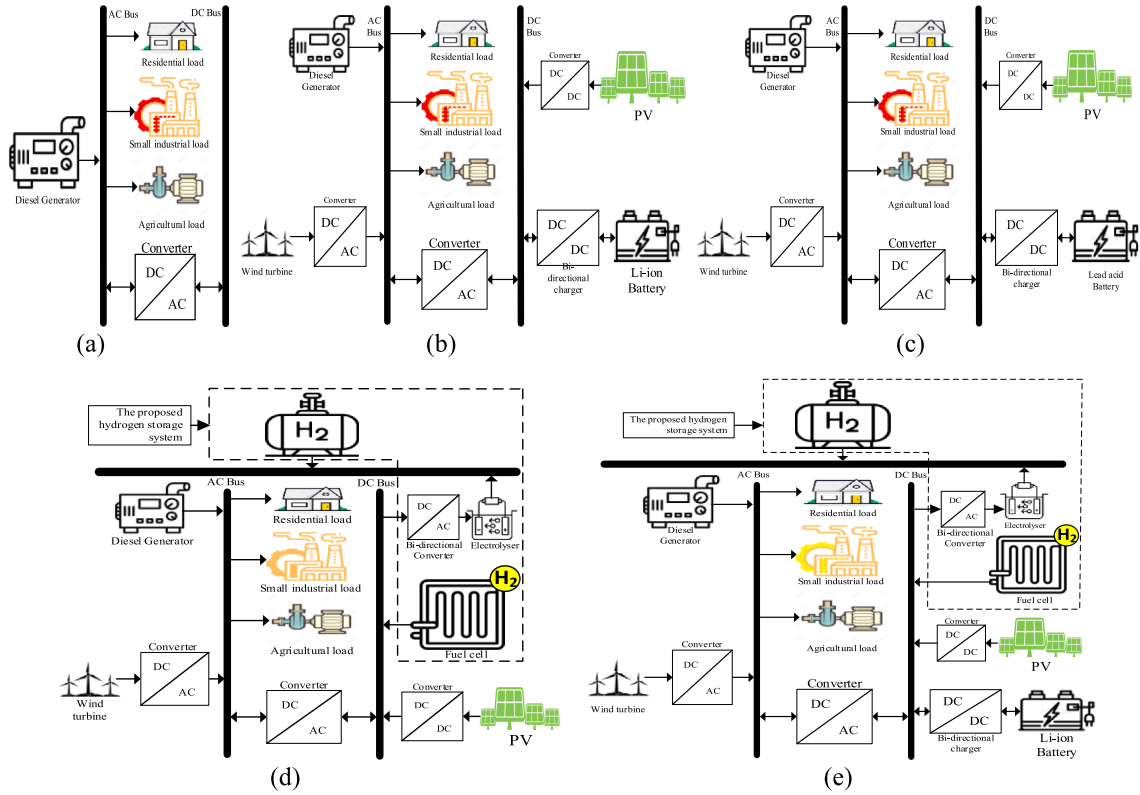 AC Bus
DC Bus
Residential load
Small industrial load
Diesel Generator
Agricultural load
Converter
DC
AC
(a)
AC
Bus
DC
Bus
Diesel
Generator
Residential load
Converter
DC
DC
PV
Small industrial load
Agricultural load
Converter
DC
AC
Wind turbine
Converter
DC
AC
DC
DC
Bi-
directional
charger
Li-ion
Battery
(b)
AC
Bus
DC
Bus
Diesel
Generator
Residential load
Converter
DC
DC
PV
Small industrial load
Agricultural load
Converter
DC
AC
Wind turbine
Converter
DC
AC
DC
DC
Bi-directional
charger
Lead acid
Battery
(c)
The proposed
hydrogen storage
system
H2
AC Bus
DC Bus
Diesel Generator
Residential load
DC
AC
Bi-directional
Converter
Electrolyser
Small industrial load
H2
Agricultural load
Fuel cell
Converter
DC
AC
Wind
turbine
Converter
DC
AC
Converter
DC
DC
PV
(d)
The proposed hydrogen
storage system
H2
AC Bus
DC Bus
Diesel
Generator
Residential load
DC
AC
Bi-directional
Converter
Electrolyser
Small industrial load
H2
Fuel cell
Agricultural load
Converter
DC
DC
PV
Converter
DC
AC
Wind turbine
Converter
DC
AC
DC
DC
Bi-directional
charger
Li-ion
Battery
(e)